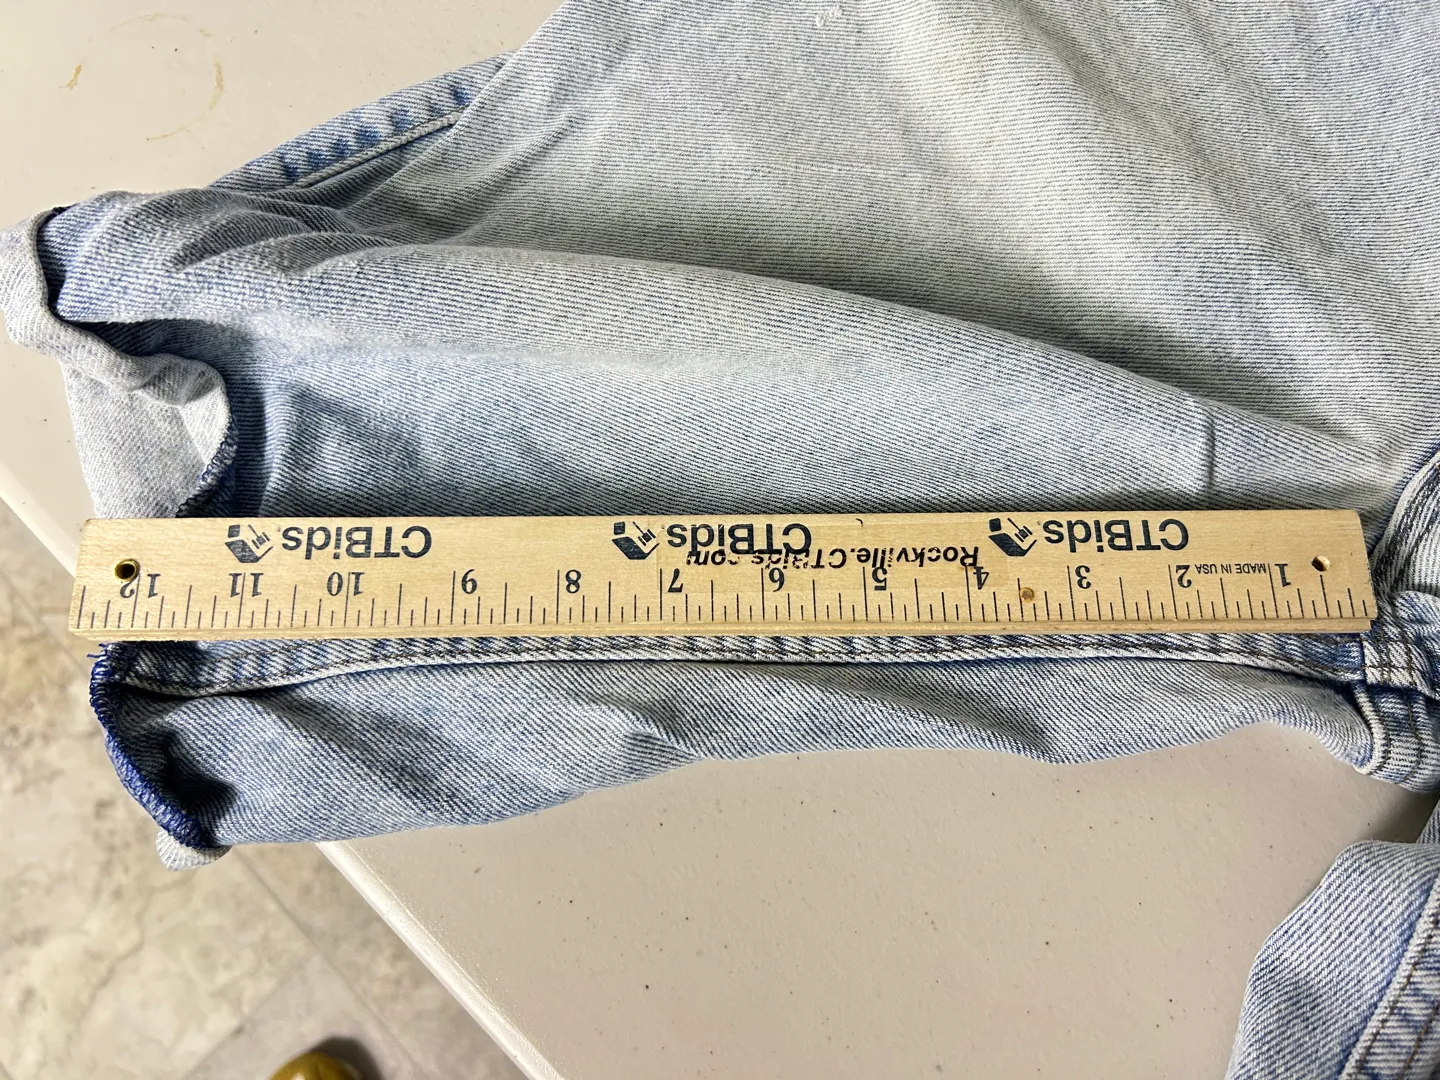 1 2 3 4 5 6 7 8 9 10 11 12
MADE IN USA
Rockville.CTBids.com
CTBids CTBids CTBids